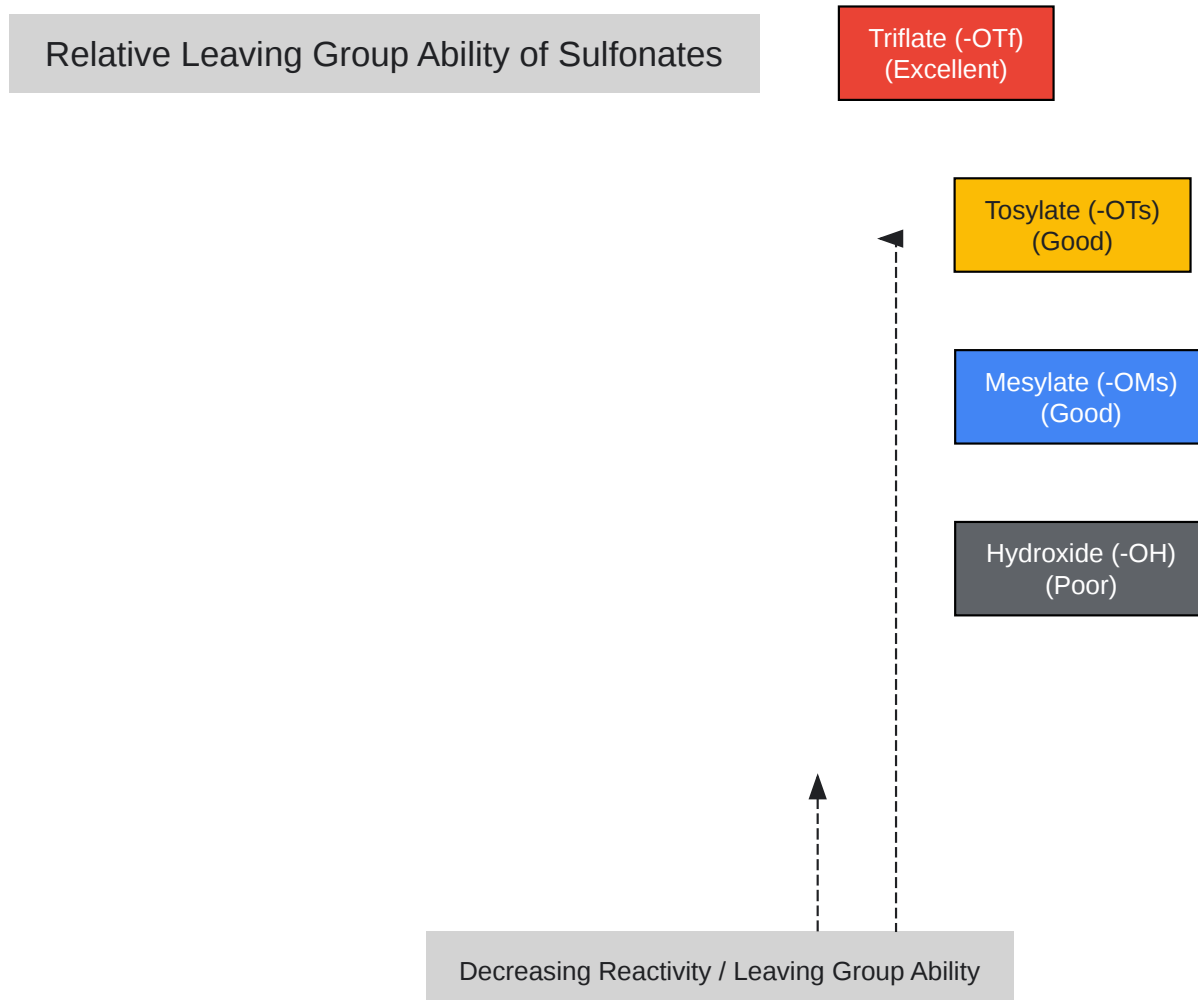 Relative Leaving Group Ability of Sulfonates
Triflate (-OTf)
(Excellent)
Tosylate (-OTs)
(Good)
Mesylate (-OMs)
(Good)
Hydroxide (-OH)
(Poor)
Decreasing Reactivity / Leaving Group Ability